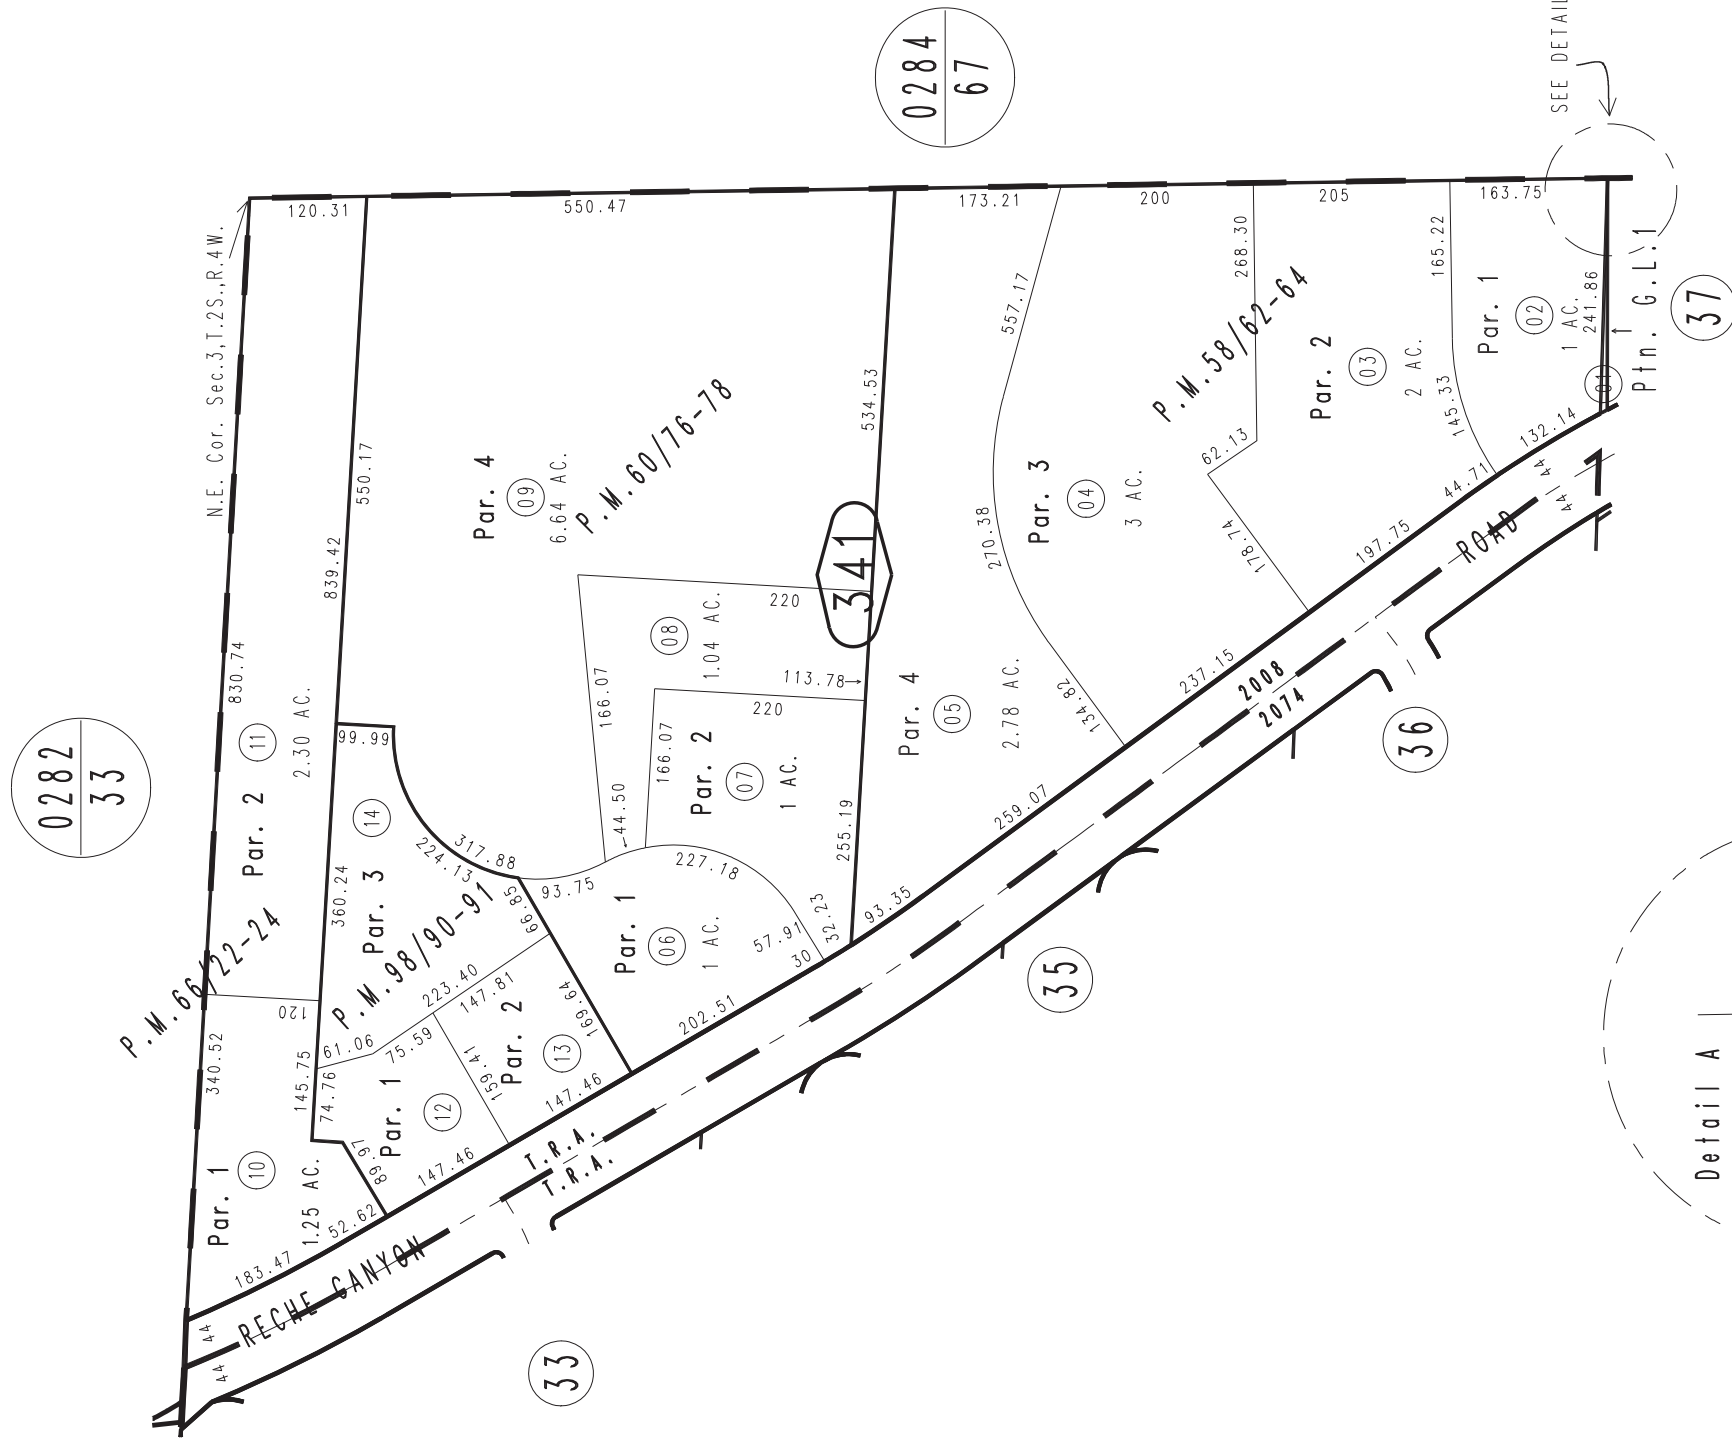 0284
67
SEE DETAIL
N.E. Cor. Sec.3,T.2S.,R.4W.
120.31
550.47
173.21
200
205
163.75
830.74
839.42
550.17
Par. 4
09
6.64 AC.
P.M.60/76-78
534.53
557.17
268.30
165.22
P.M.58/62-64
Par. 1
02
1 AC.
241.86
01
Ptn. G.L.1
37
Par. 2
03
2 AC.
145.33
132.14
44
44
1
62.13
178.74
Par. 3
04
3 AC.
270.38
134.82
44.71
197.75
ROAD
237.15
2008
2074
36
341
220
08
1.04 AC.
113.78
166.07
44.50
220
166.07
Par. 2
07
1 AC.
255.19
Par. 4
05
2.78 AC.
259.07
93.35
32.23
35
0282
33
Par. 2
11
2.30 AC.
99.99
14
360.24
Par. 3
224.13
317.88
P.M.98/90-91
66.85
93.75
227.18
Par. 1
06
1 AC.
57.91
30
202.51
P.M.66/22-24
120
340.52
145.75
74.76
61.06
75.59
223.40
147.81
Par. 2
13
169.64
159.41
147.46
Par. 1
12
89.97
147.46
T.R.A.
T.R.A.
Par. 1
10
1.25 AC.
52.62
183.47
RECHE CANYON
44
44
33
Detail A